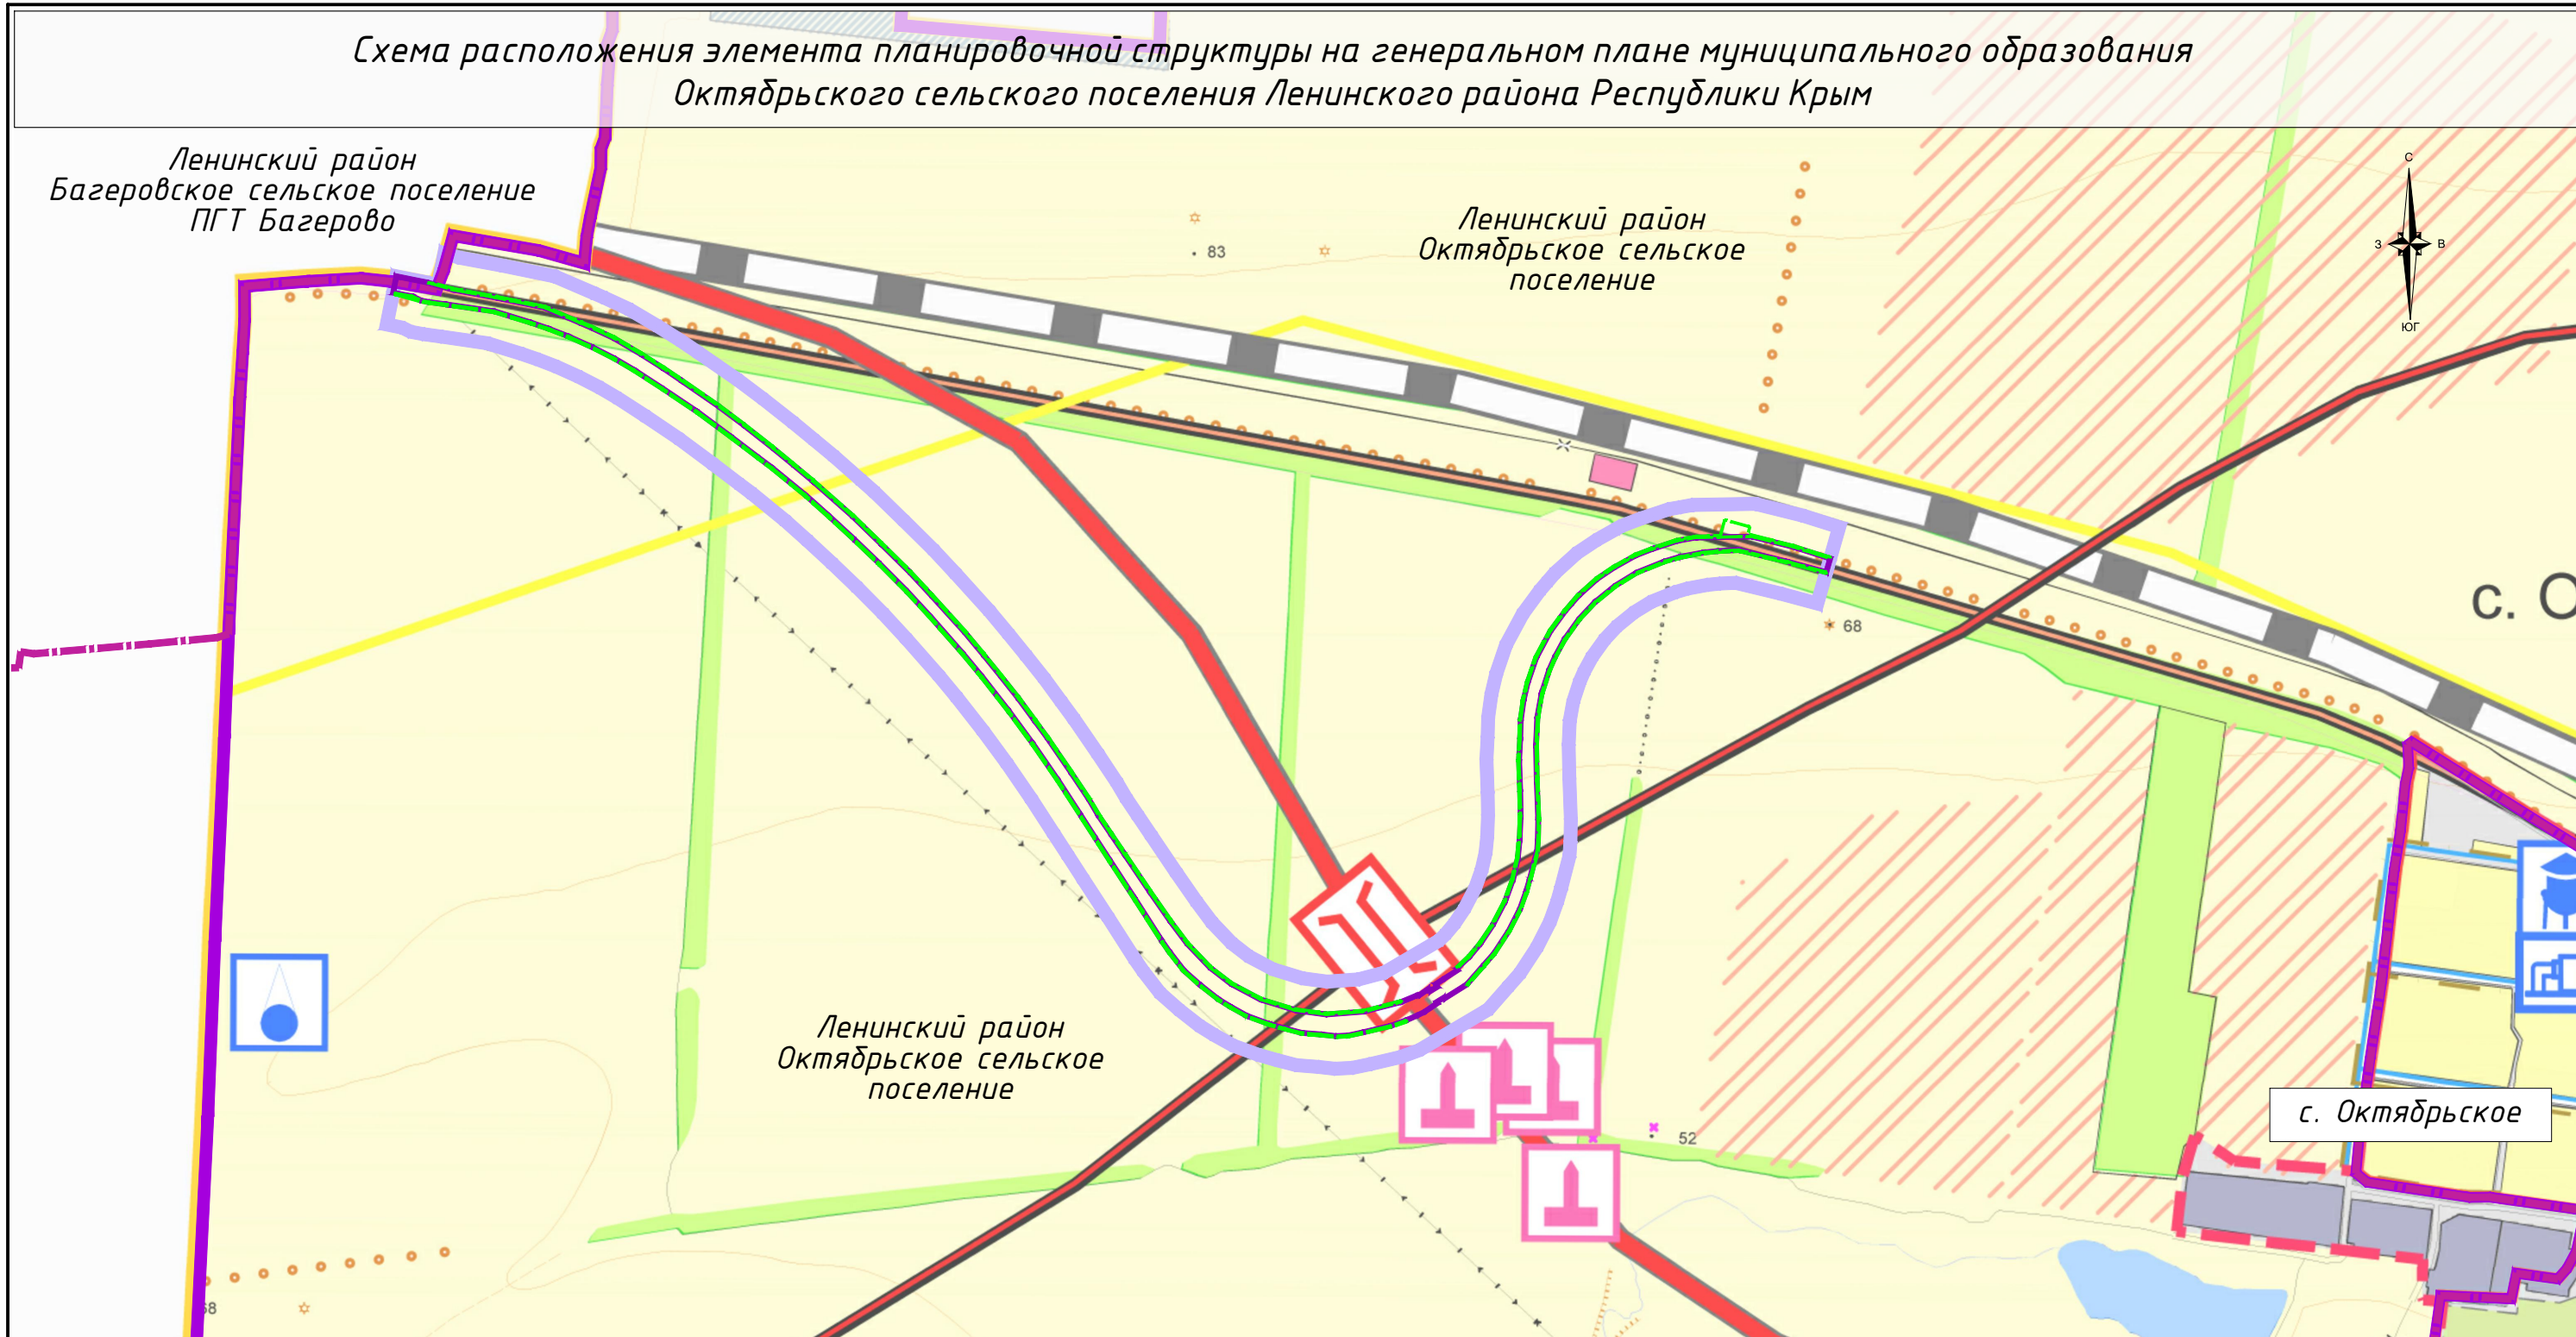 Схема расположения элемента планировочной структуры на генеральном плане муниципального образования
Октябрьского сельского поселения Ленинского района Республики Крым
Ленинский район
Багеровское сельское поселение
ПГТ Багерово
Ленинский район
Октябрьское сельское
поселение
С
З
В
ЮГ
83
с. О
68
Ленинский район
Октябрьское сельское
поселение
с. Октябрьское
52
68